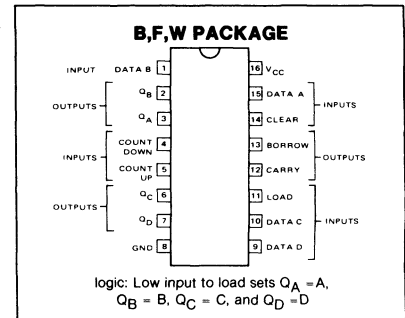 B,F,W PACKAGE
INPUT DATA B 1 16 VCC
OUTPUTS QB 2 15 DATA A INPUTS
QA 3 14 CLEAR
INPUTS COUNT DOWN 4 13 BORROW OUTPUTS
COUNT UP 5 12 CARRY
OUTPUTS QC 6 11 LOAD INPUTS
QD 7 10 DATA C
GND 8 9 DATA D
logic: Low input to load sets QA =A,
QB = B, QC = C, and QD =D